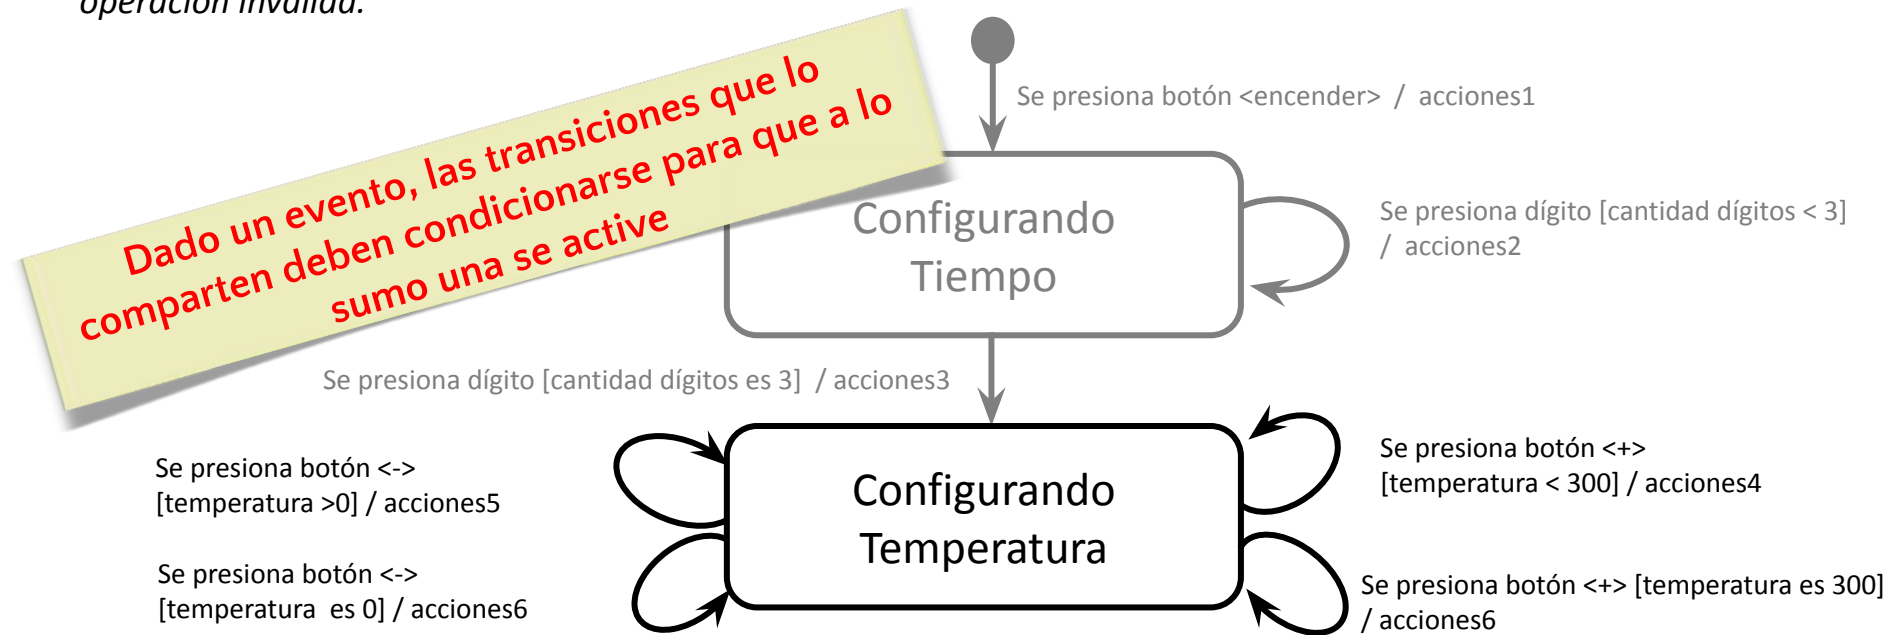 operación inválida.
Se presiona botón <encender> / acciones1
Dado un evento, las transiciones que lo
comparten deben condicionarse para que a lo
sumo una se active
Configurando
Tiempo
Se presiona dígito [cantidad dígitos < 3]
/ acciones2
Se presiona dígito [cantidad dígitos es 3] / acciones3
Se presiona botón <->
[temperatura >0] / acciones5
Configurando
Temperatura
Se presiona botón <+>
[temperatura < 300] / acciones4
Se presiona botón <->
[temperatura es 0] / acciones6
Se presiona botón <+> [temperatura es 300]
/ acciones6